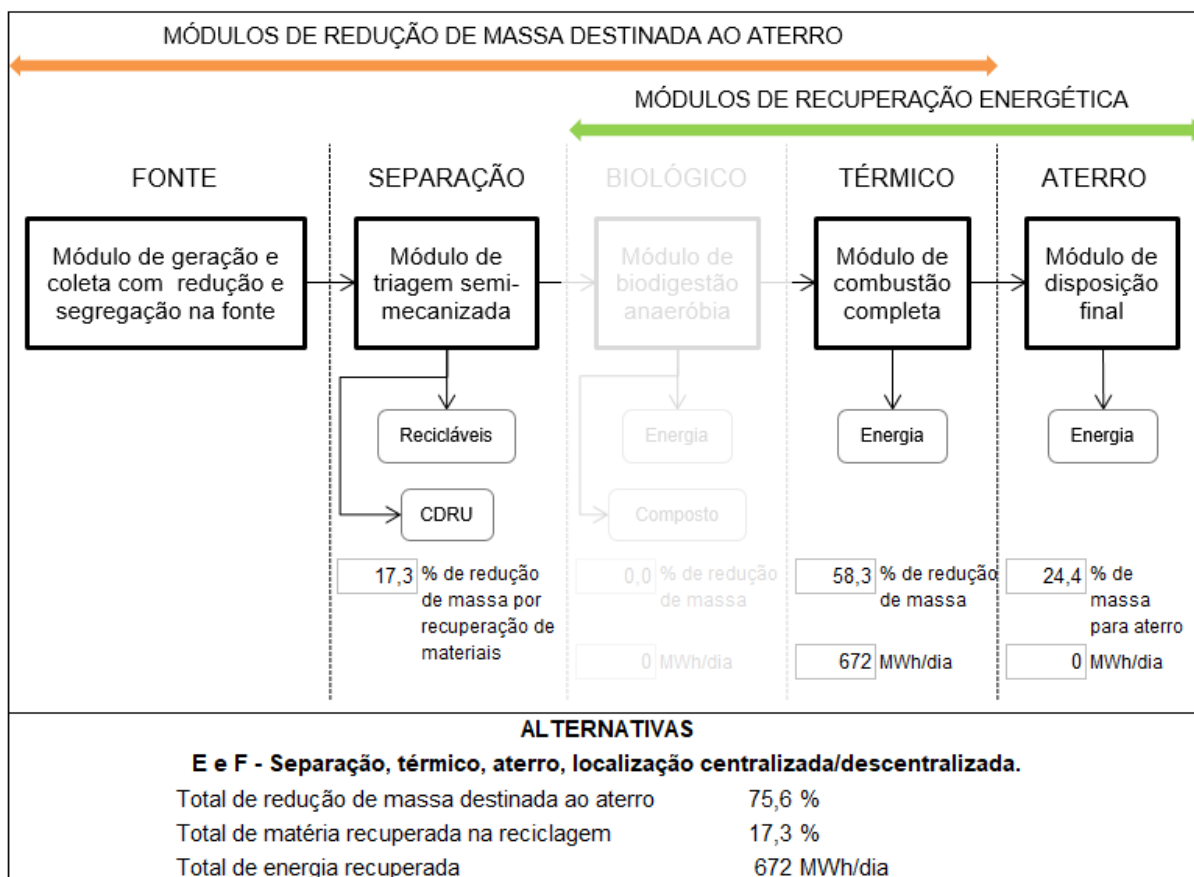 MÓDULOS DE REDUÇÃO DE MASSA DESTINADA AO ATERRO
MÓDULOS DE RECUPERAÇÃO ENERGÉTICA
FONTE
SEPARAÇÃO
BIOLÓGICO
TÉRMICO
ATERRO
Módulo de geração e
coleta com redução e
segregação na fonte
Módulo de
triagem semi-
mecanizada
Módulo de
biodigestão
anaeróbia
Módulo de
combustão
completa
Módulo de
disposição
final
Recicláveis
Energia
Energia
Energia
CDRU
Composto
17,3 % de redução
de massa por
recuperação de
materiais
0,0 % de redução
de massa
0 MWh/dia
58,3 % de redução
de massa
672 MWh/dia
24,4 % de
massa
para aterro
0 MWh/dia
ALTERNATIVAS
E e F - Separação, térmico, aterro, localização centralizada/descentralizada.
Total de redução de massa destinada ao aterro 75,6 %
Total de matéria recuperada na reciclagem 17,3 %
Total de energia recuperada 672 MWh/dia